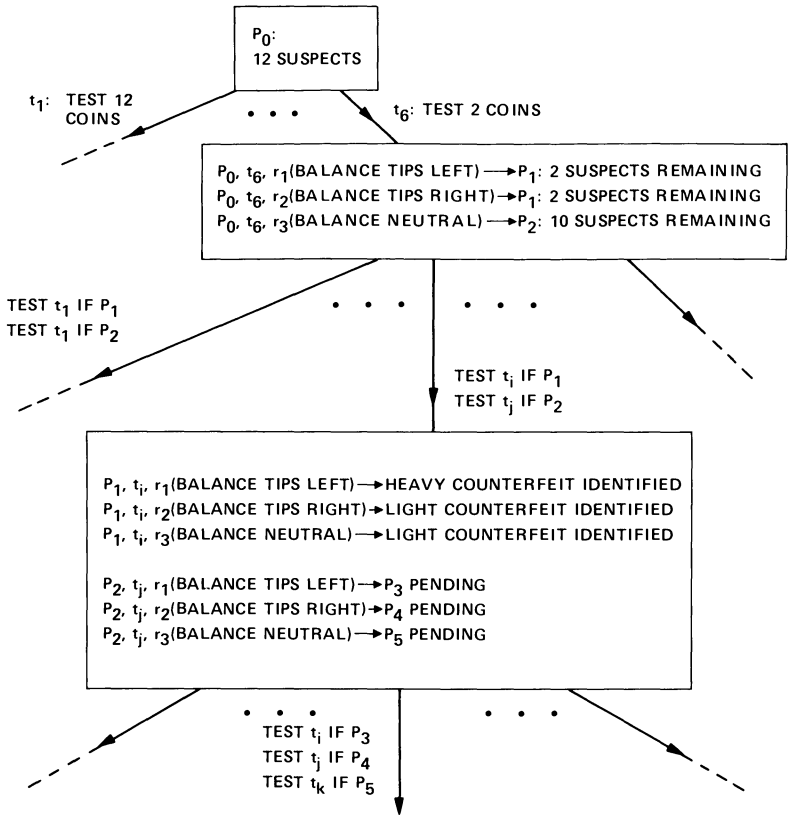 P0:
12 SUSPECTS
t1: TEST 12
COINS
t6: TEST 2 COINS
P0, t6, r1(BALANCE TIPS LEFT)→P1: 2 SUSPECTS REMAINING
P0, t6, r2(BALANCE TIPS RIGHT)→P1: 2 SUSPECTS REMAINING
P0, t6, r3(BALANCE NEUTRAL)→P2: 10 SUSPECTS REMAINING
TEST t1 IF P1
TEST t1 IF P2
TEST ti IF P1
TEST tj IF P2
P1, ti, r1(BALANCE TIPS LEFT)→HEAVY COUNTERFEIT IDENTIFIED
P1, ti, r2(BALANCE TIPS RIGHT)→LIGHT COUNTERFEIT IDENTIFIED
P1, ti, r3(BALANCE NEUTRAL)→LIGHT COUNTERFEIT IDENTIFIED
P2, tj, r1(BALANCE TIPS LEFT)→P3 PENDING
P2, tj, r2(BALANCE TIPS RIGHT)→P4 PENDING
P2, tj, r3(BALANCE NEUTRAL)→P5 PENDING
TEST ti IF P3
TEST tj IF P4
TEST tk IF P5